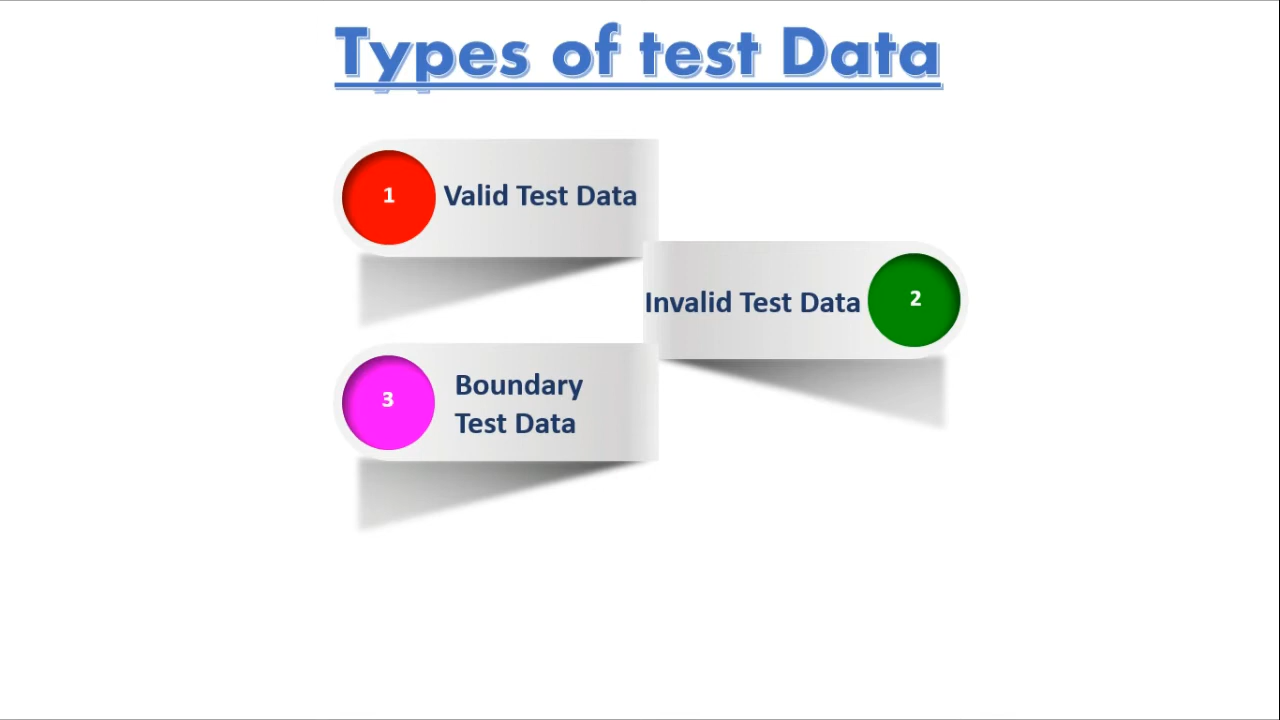 Types of test Data
1
Valid Test Data
Invalid Test Data
2
3
Boundary
Test Data